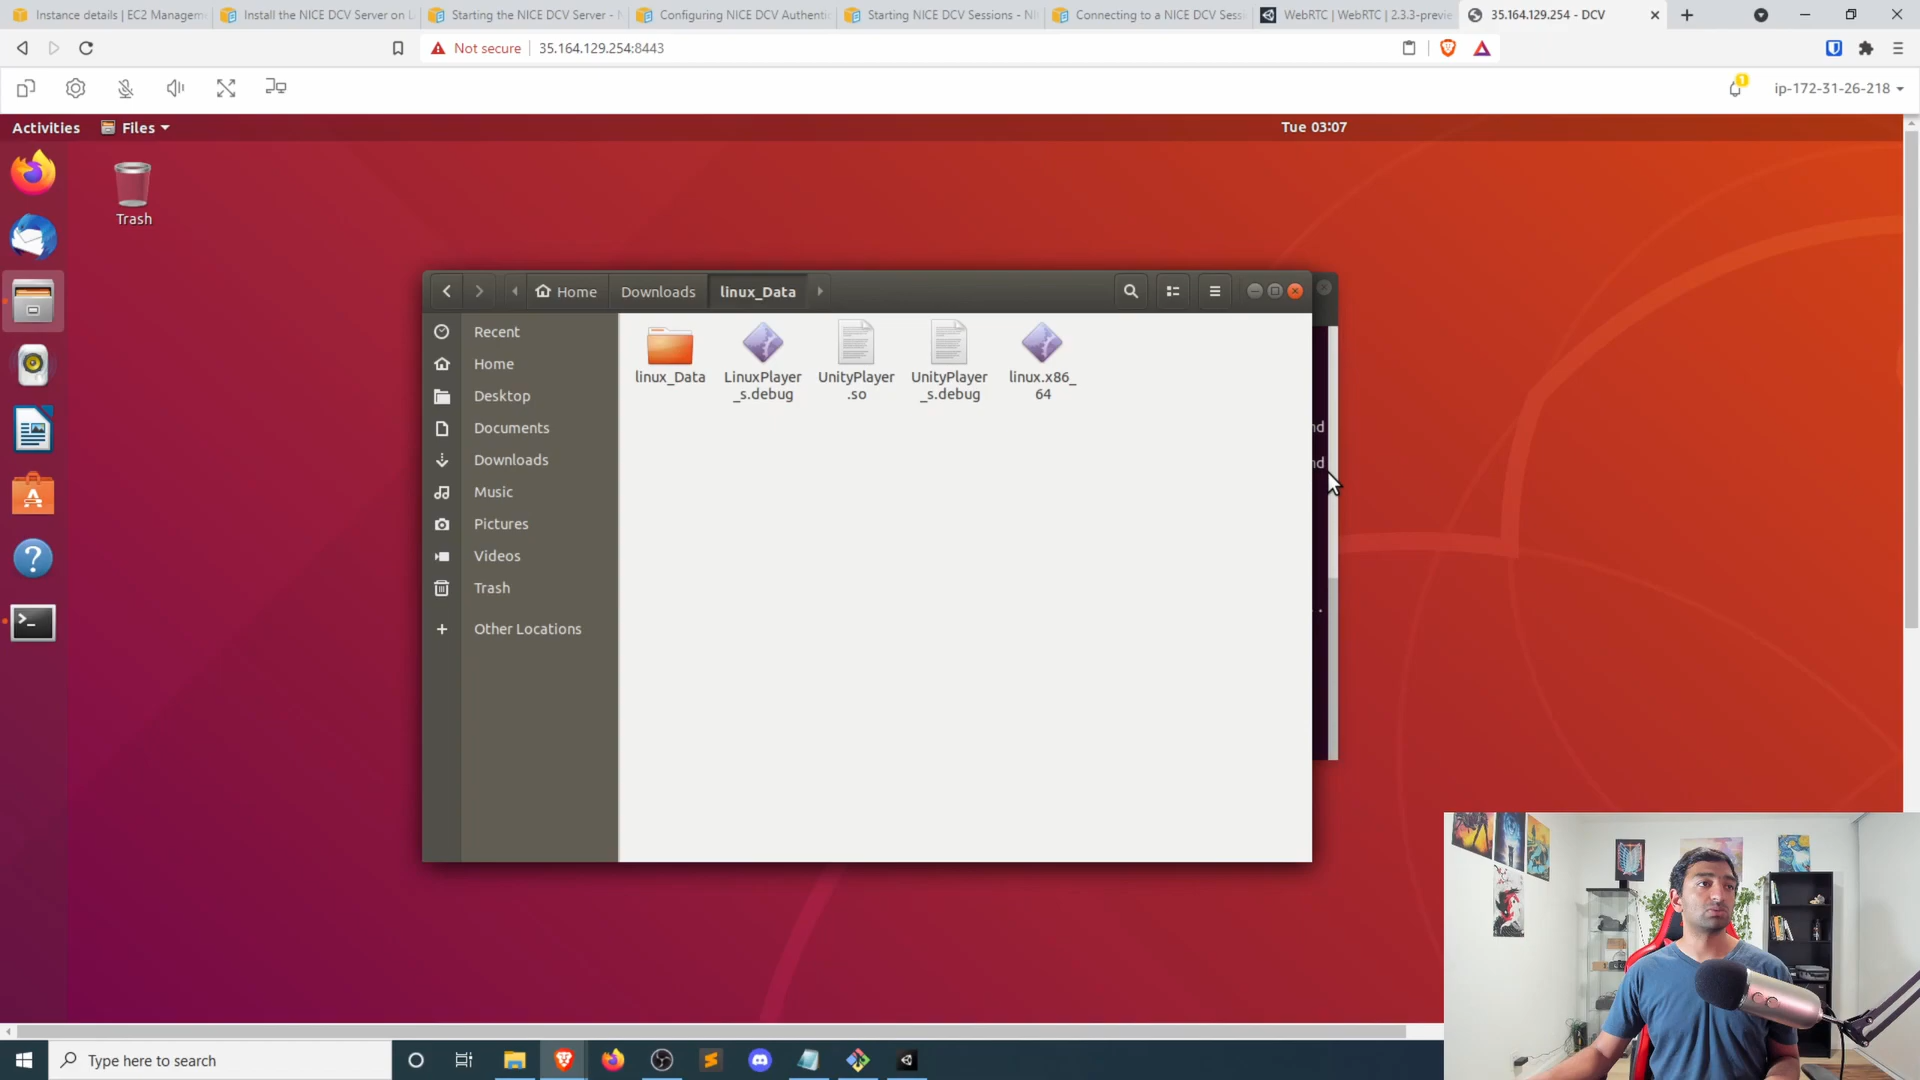 Instance details | EC2 Managem
Install the NICE DCV Server on L
Starting the NICE DCV Server - N
Configuring NICE DCV Authenti
Starting NICE DCV Sessions - NI
Connecting to a NICE DCV Sess
WebRTC | WebRTC | 2.3.3-previe
35.164.129.254 - DCV
Not secure
35.164.129.254:8443
1
ip-172-31-26-218
Activities
Files
Tue 03:07
Trash
Home
Downloads
linux_Data
Recent
Home
Desktop
Documents
Downloads
Music
Pictures
Videos
Trash
Other Locations
linux_Data
LinuxPlayer
_s.debug
UnityPlayer
.so
UnityPlayer
_s.debug
linux.x86_
64
nd
nd
Type here to search